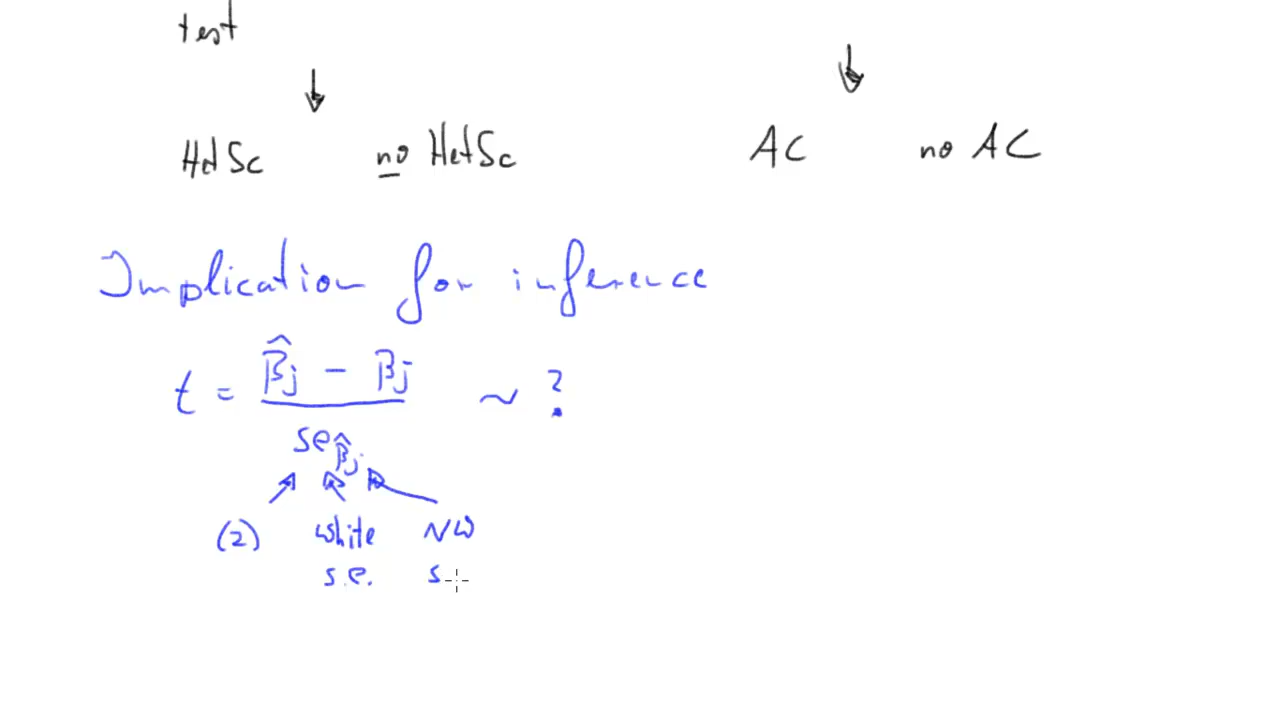 test
HetSc no HetSc AC no AC
Implication for inference
t = β̂j - βj ~ ?
se β̂j
(2) white NW
s.e. s